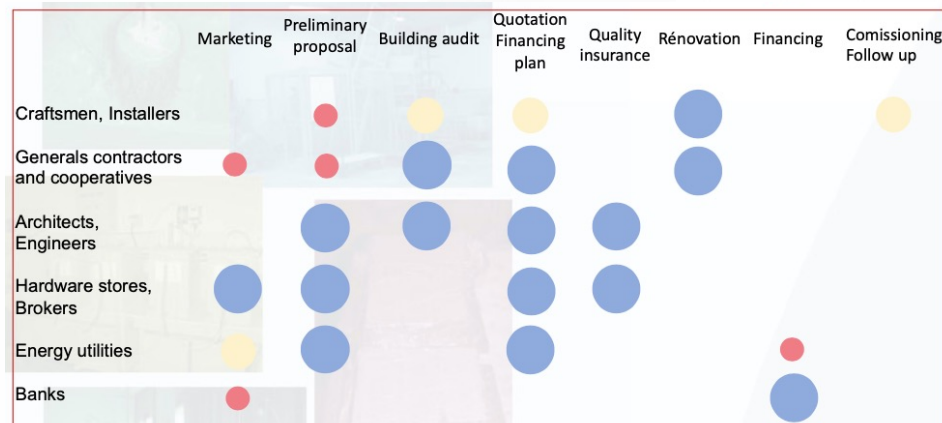 Marketing
Preliminary
proposal
Building audit
Quotation
Financing
plan
Quality
insurance
Rénovation
Financing
Comissioning
Follow up
Craftsmen, Installers
Generals contractors
and cooperatives
Architects,
Engineers
Hardware stores,
Brokers
Energy utilities
Banks